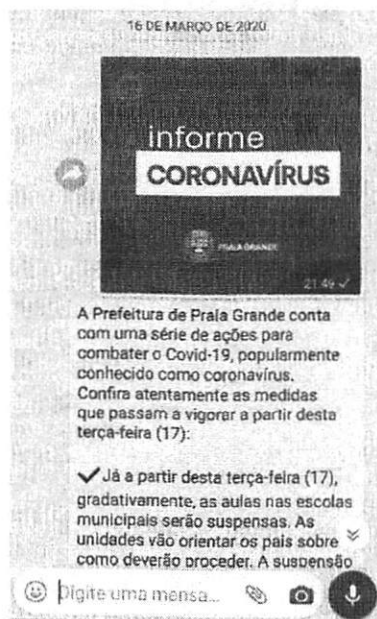 16 DE MARÇO DE 2020
informe
CORONAVÍRUS
PRAIA GRANDE
21:49
A Prefeitura de Praia Grande conta
com uma série de ações para
combater o Covid-19, popularmente
conhecido como coronavírus.
Confira atentamente as medidas
que passam a vigorar a partir desta
terça-feira (17):
✓Já a partir desta terça-feira (17),
gradativamente, as aulas nas escolas
municipais serão suspensas. As
unidades vão orientar os pais sobre
como deverão proceder. A suspensão
Digite uma mensa...